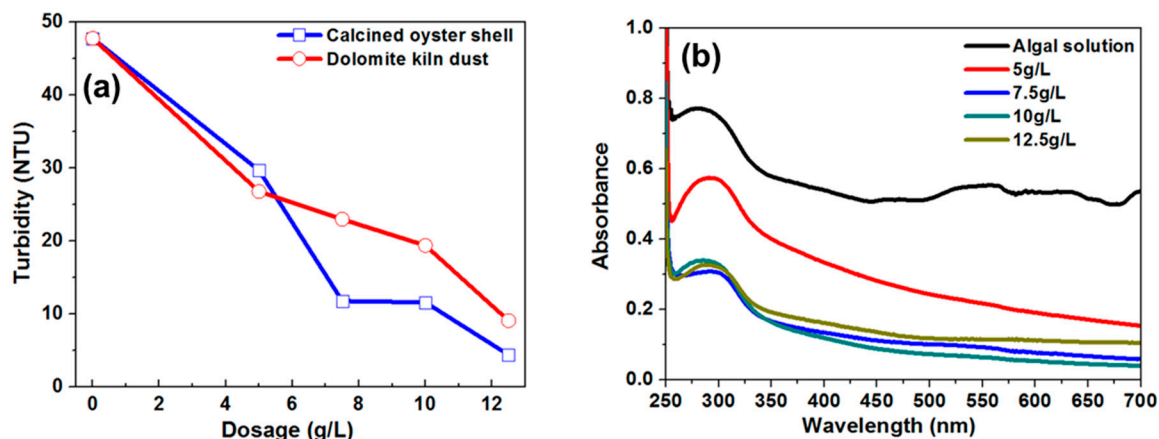 (a)
Calcined oyster shell
Dolomite kiln dust
Turbidity (NTU)
50
40
30
20
10
0
0 2 4 6 8 10 12
Dosage (g/L)
(b)
Algal solution
5g/L
7.5g/L
10g/L
12.5g/L
Absorbance
1.0
0.8
0.6
0.4
0.2
0.0
250 300 350 400 450 500 550 600 650 700
Wavelength (nm)